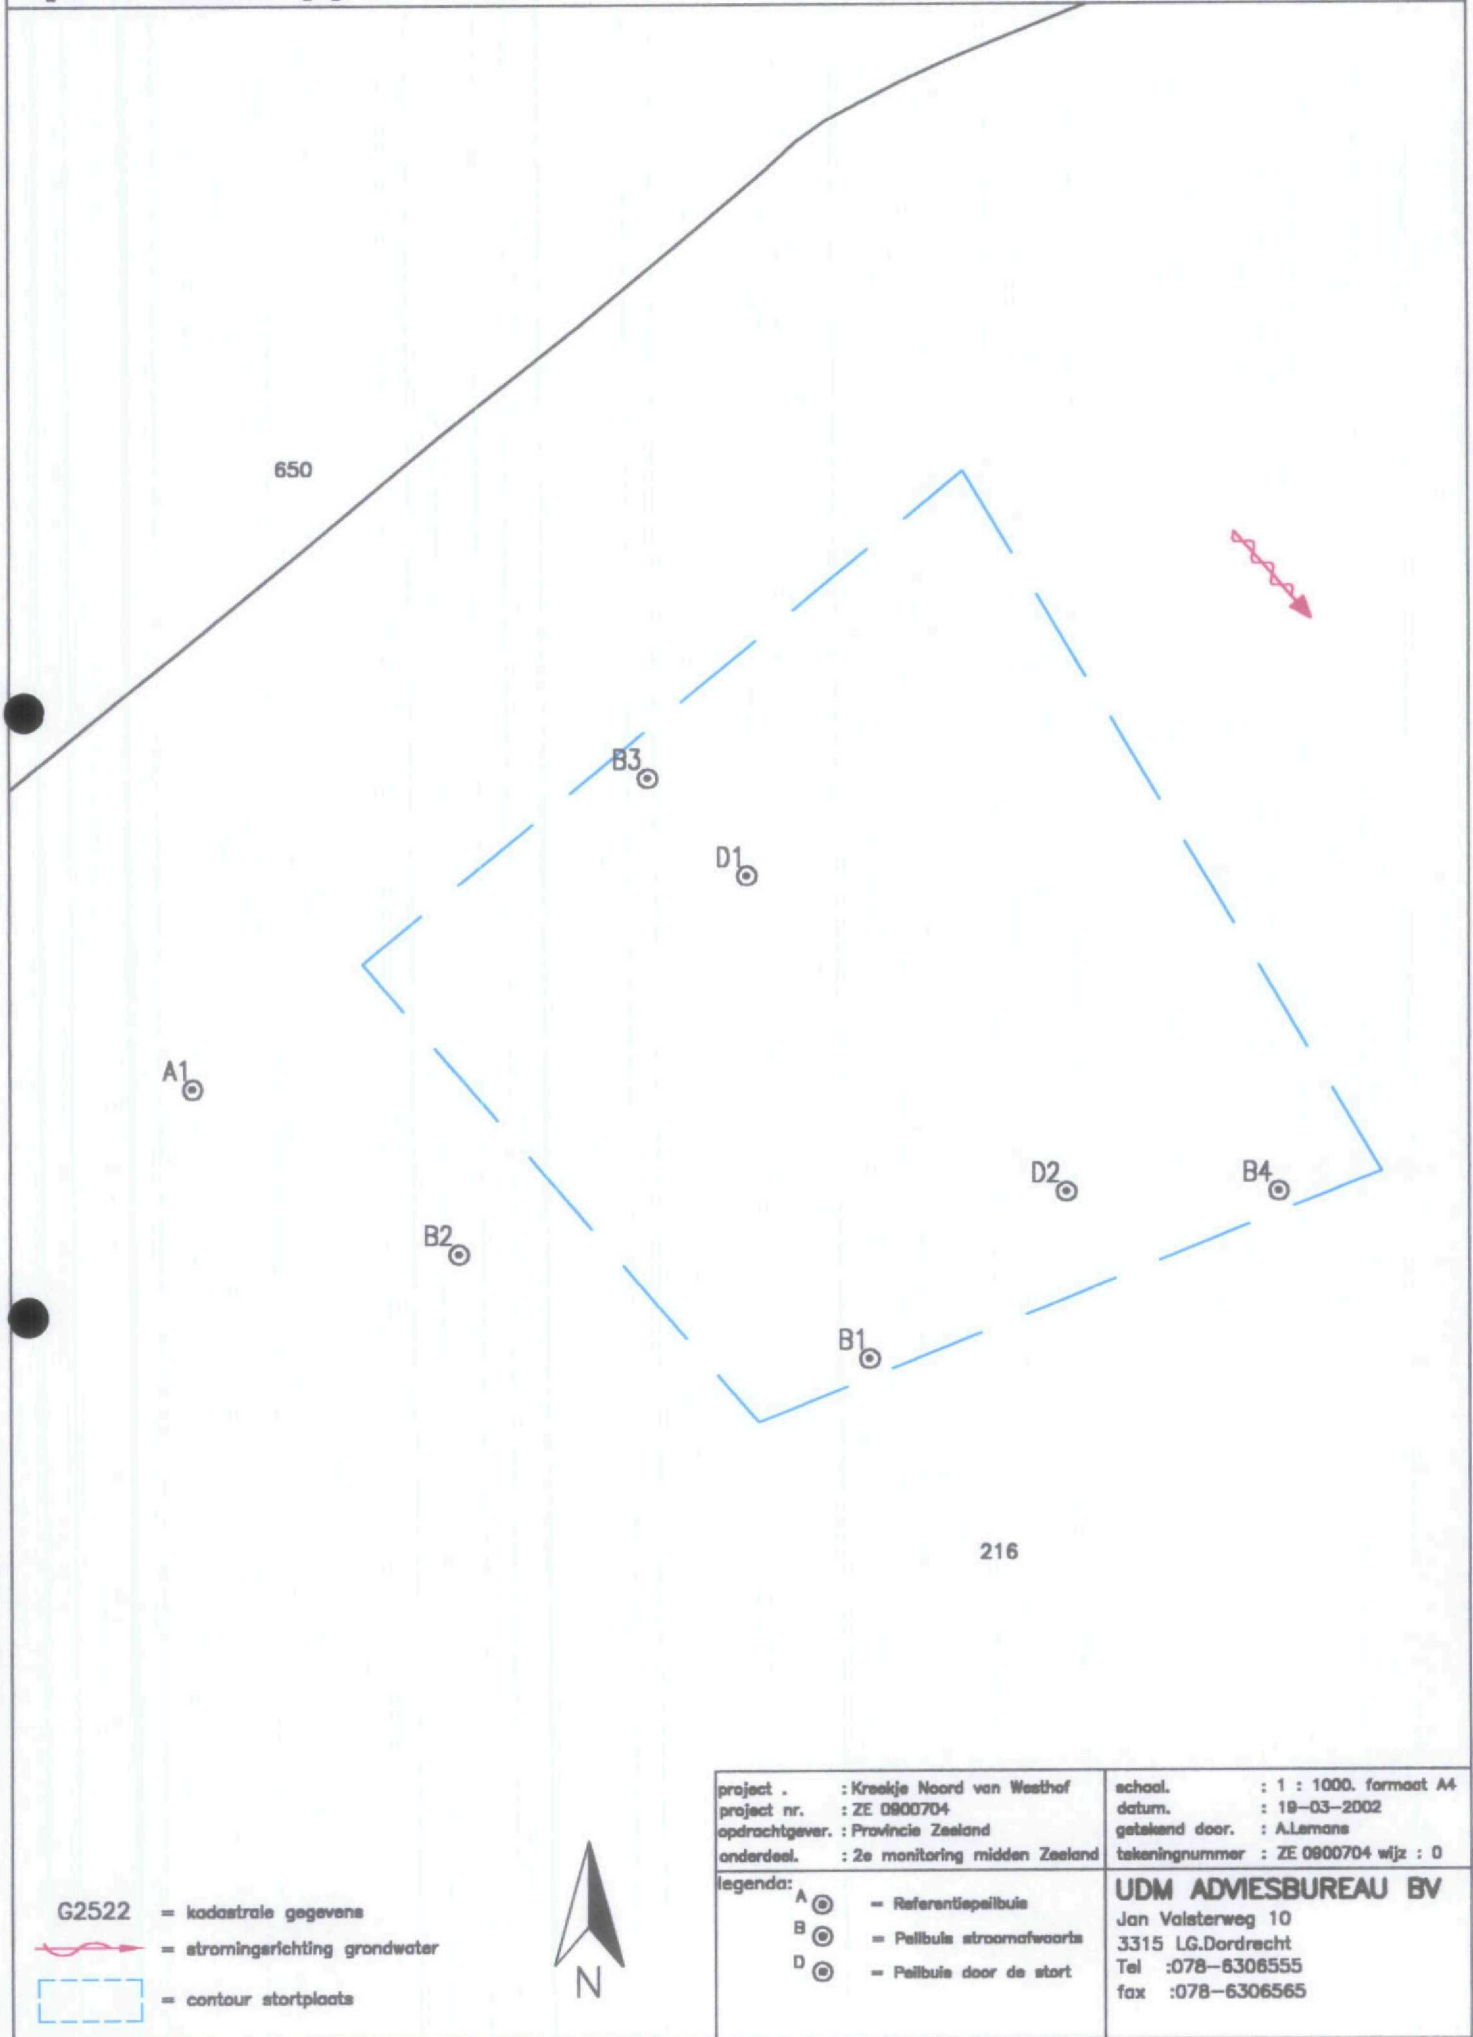 650
B3
D1
A1
D2
B4
B2
B1
216
project . : Kreekje Noord van Westhof
project nr. : ZE 0900704
opdrachtgever. : Provincie Zeeland
onderdeel. : 2e monitoring midden Zeeland
schaal. : 1 : 1000. formaat A4
datum. : 19-03-2002
getekend door. : A.Lemans
tekeningnummer : ZE 0900704 wijz : 0
legenda:
A = Referentiepeilbuis
B = Peilbuis stroomafwaarts
D = Peilbuis door de stort
UDM ADVIESBUREAU BV
Jan Valsterweg 10
3315 LG.Dordrecht
Tel :078-6306555
fax :078-6306565
G2522 = kadastrale gegevens
= stromingsrichting grondwater
= contour stortplaats
N